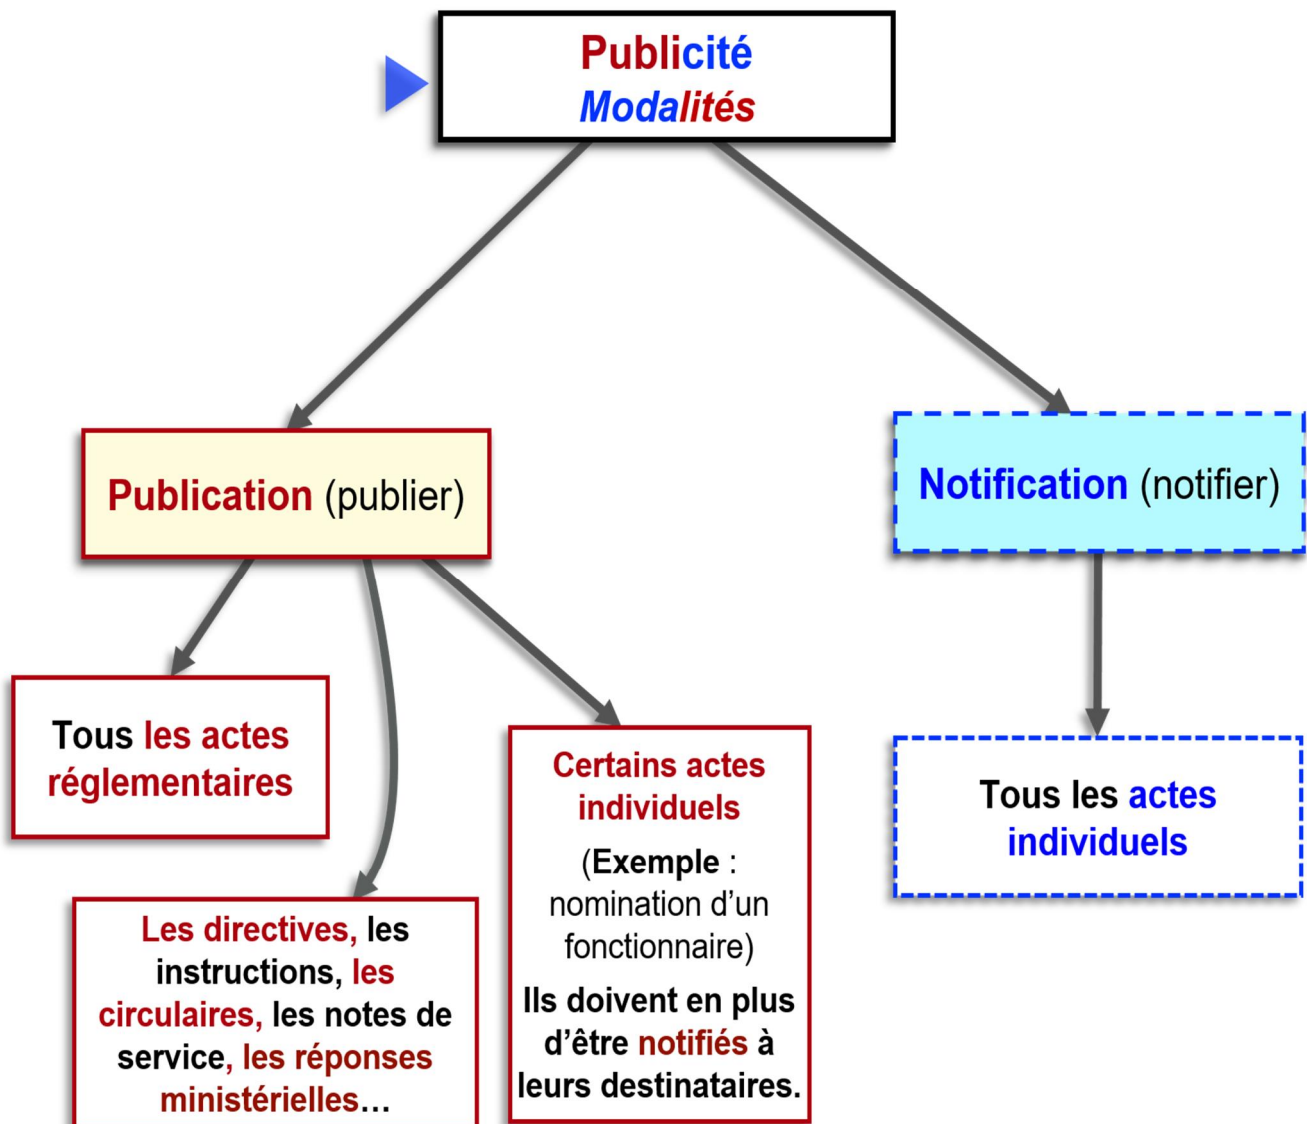 Publicité
Modalités
Publication (publier)
Notification (notifier)
Tous les actes
réglementaires
Les directives, les
instructions, les
circulaires, les notes de
service, les réponses
ministérielles…
Certains actes
individuels
(Exemple :
nomination d’un
fonctionnaire)
Ils doivent en plus
d’être notifiés à
leurs destinataires.
Tous les actes
individuels